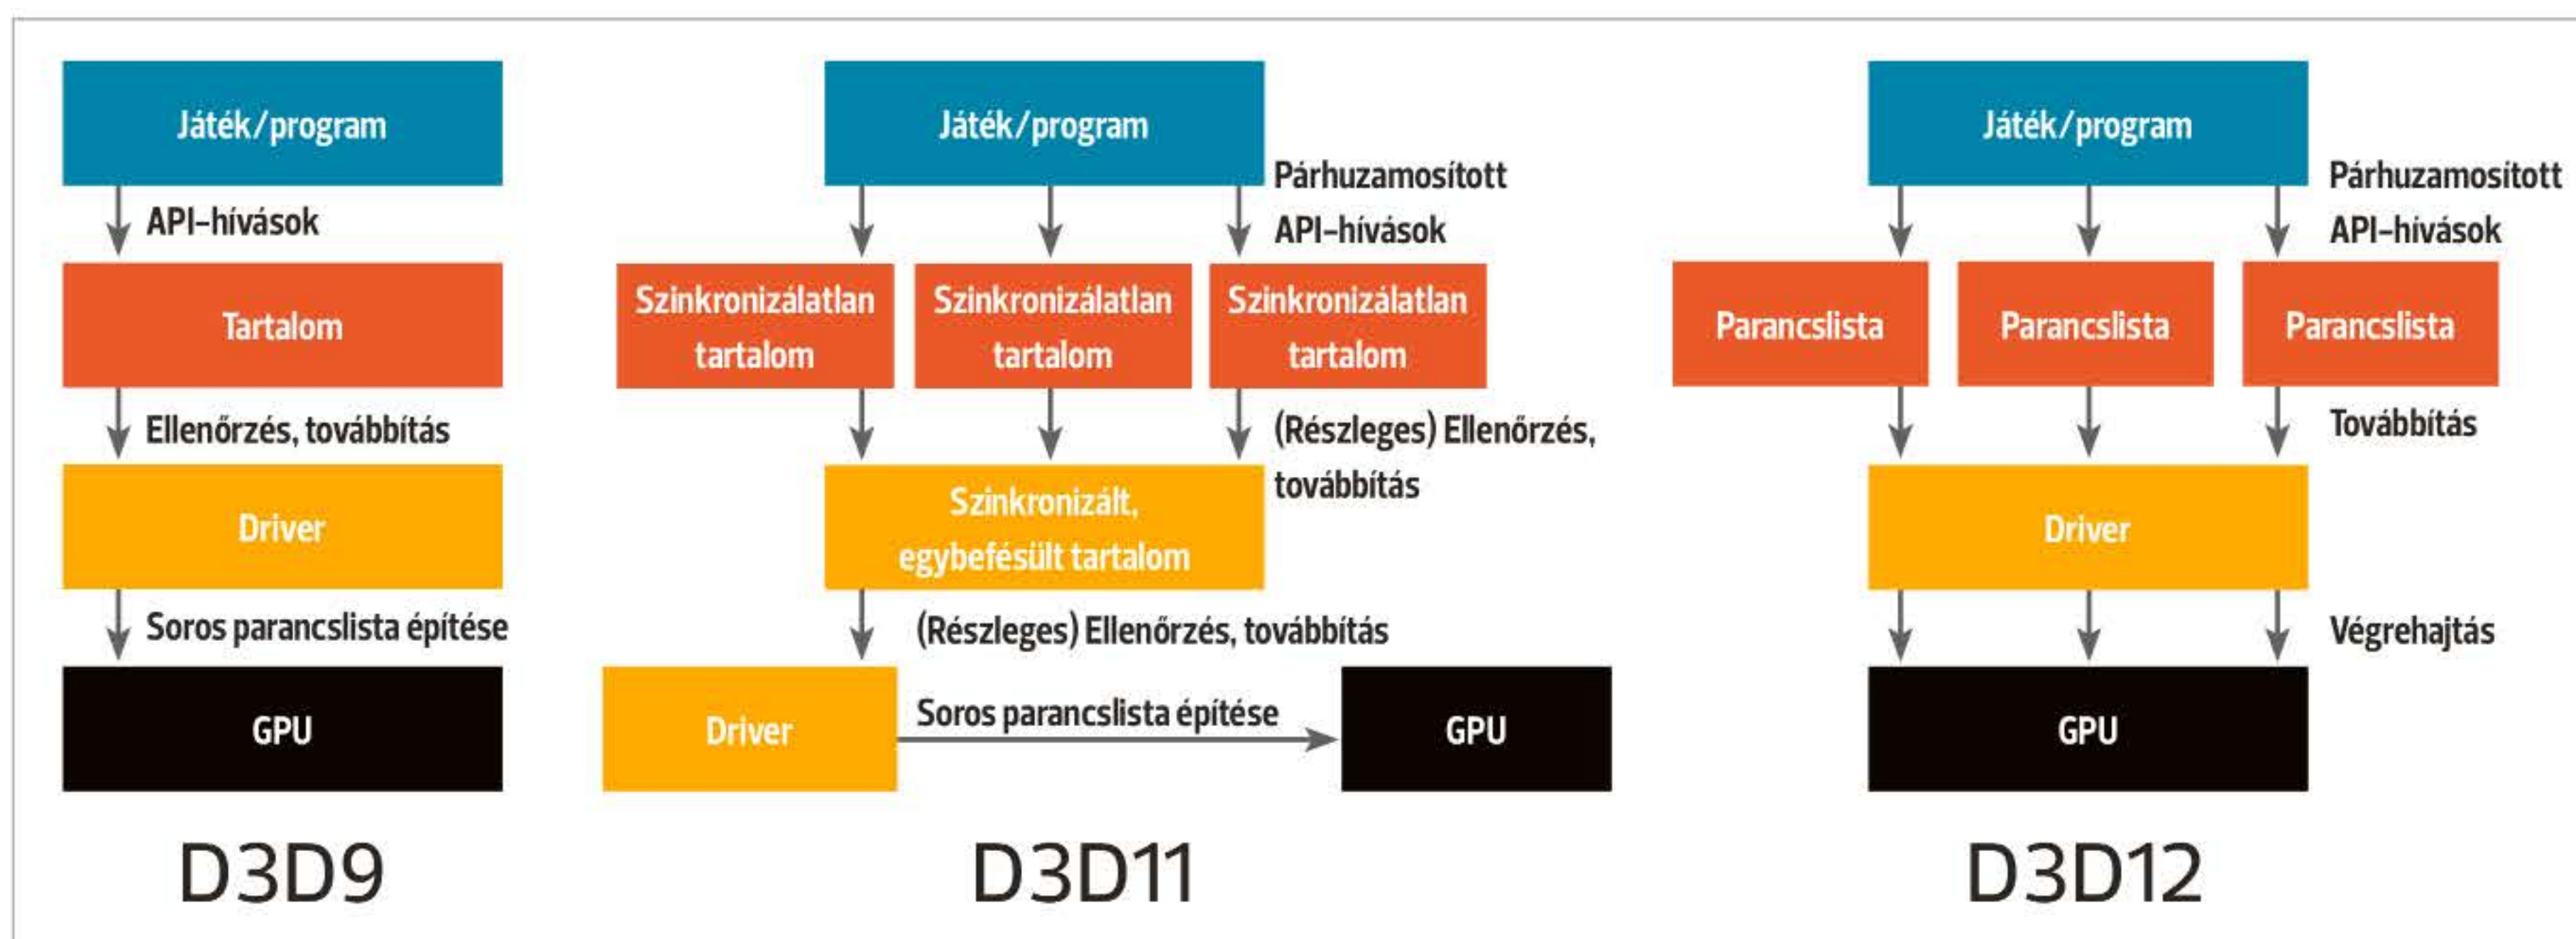 Játék/program
API-hívások
Tartalom
Ellenőrzés, továbbítás
Driver
Soros parancslista építése
GPU
D3D9
Játék/program
Párhuzamosított
API-hívások
Szinkronizálatlan
tartalom
Szinkronizálatlan
tartalom
Szinkronizálatlan
tartalom
(Részleges) Ellenőrzés,
továbbítás
Szinkronizált,
egybefésült tartalom
(Részleges) Ellenőrzés, továbbítás
Driver
Soros parancslista építése
GPU
D3D11
Játék/program
Párhuzamosított
API-hívások
Parancslista
Parancslista
Parancslista
Továbbítás
Driver
Végrehajtás
GPU
D3D12